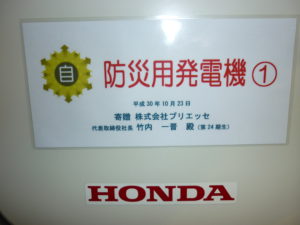 自
防災用発電機①
平成30年10月23日
寄贈 株式会社プリエッセ
代表取締役社長 竹内 一晋 殿(第24期生)
HONDA